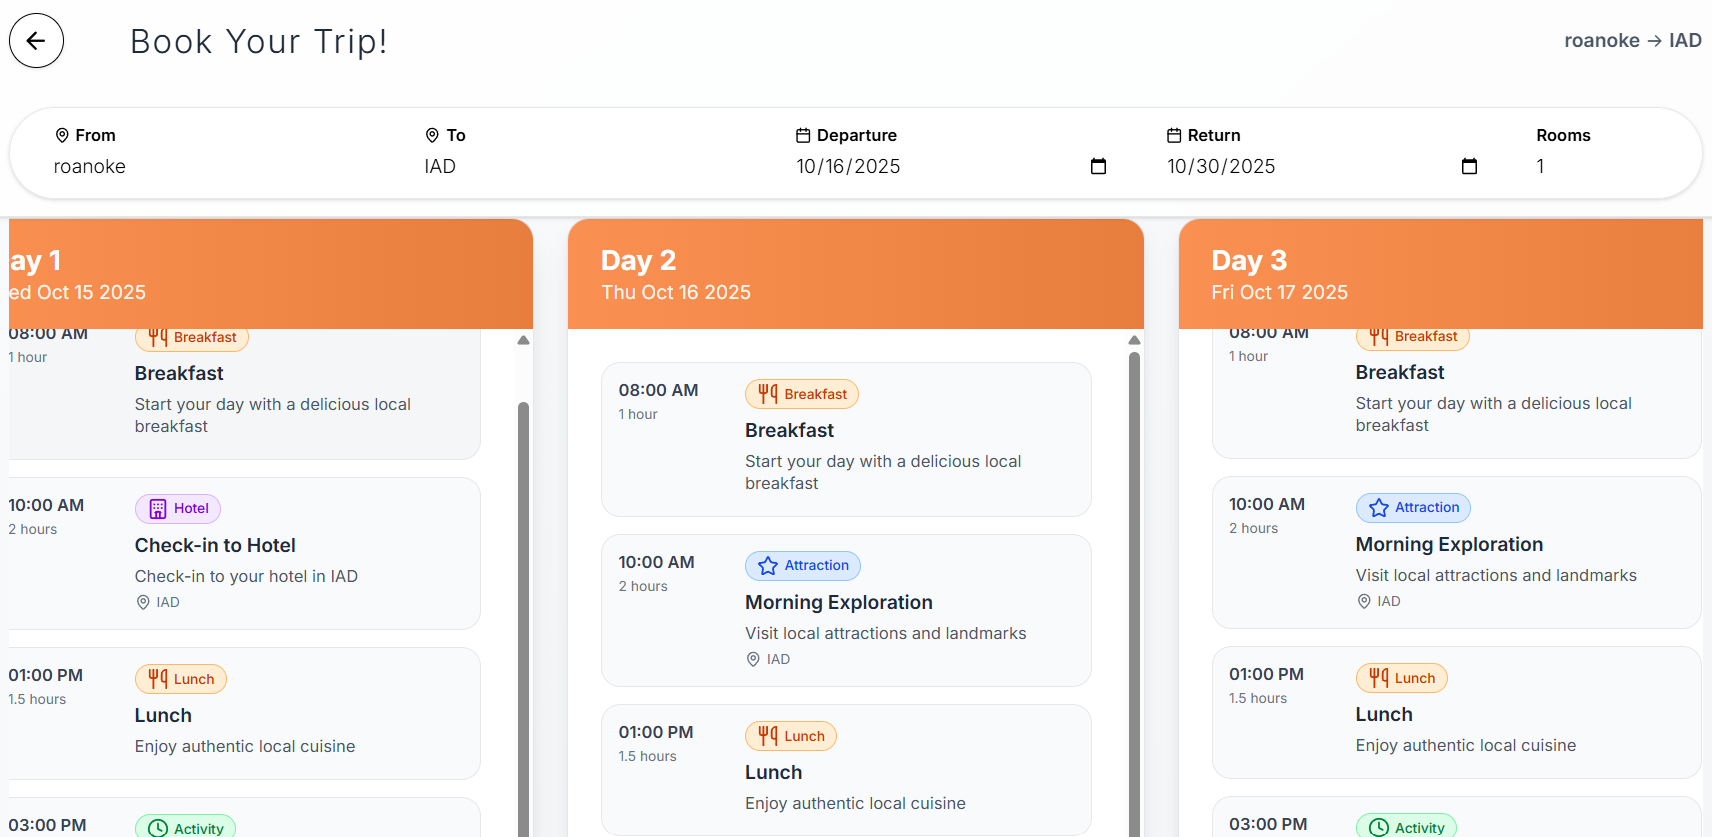 Book Your Trip!
roanoke → IAD
From
roanoke
To
IAD
Departure
10/16/2025
Return
10/30/2025
Rooms
1
ay 1
ed Oct 15 2025
08:00 AM
1 hour
Breakfast
Breakfast
Start your day with a delicious local
breakfast
10:00 AM
2 hours
Hotel
Check-in to Hotel
Check-in to your hotel in IAD
IAD
01:00 PM
1.5 hours
Lunch
Lunch
Enjoy authentic local cuisine
03:00 PM
Activity
Day 2
Thu Oct 16 2025
08:00 AM
1 hour
Breakfast
Breakfast
Start your day with a delicious local
breakfast
10:00 AM
2 hours
Attraction
Morning Exploration
Visit local attractions and landmarks
IAD
01:00 PM
1.5 hours
Lunch
Lunch
Enjoy authentic local cuisine
Day 3
Fri Oct 17 2025
08:00 AM
1 hour
Breakfast
Breakfast
Start your day with a delicious local
breakfast
10:00 AM
2 hours
Attraction
Morning Exploration
Visit local attractions and landmarks
IAD
01:00 PM
1.5 hours
Lunch
Lunch
Enjoy authentic local cuisine
03:00 PM
Activity